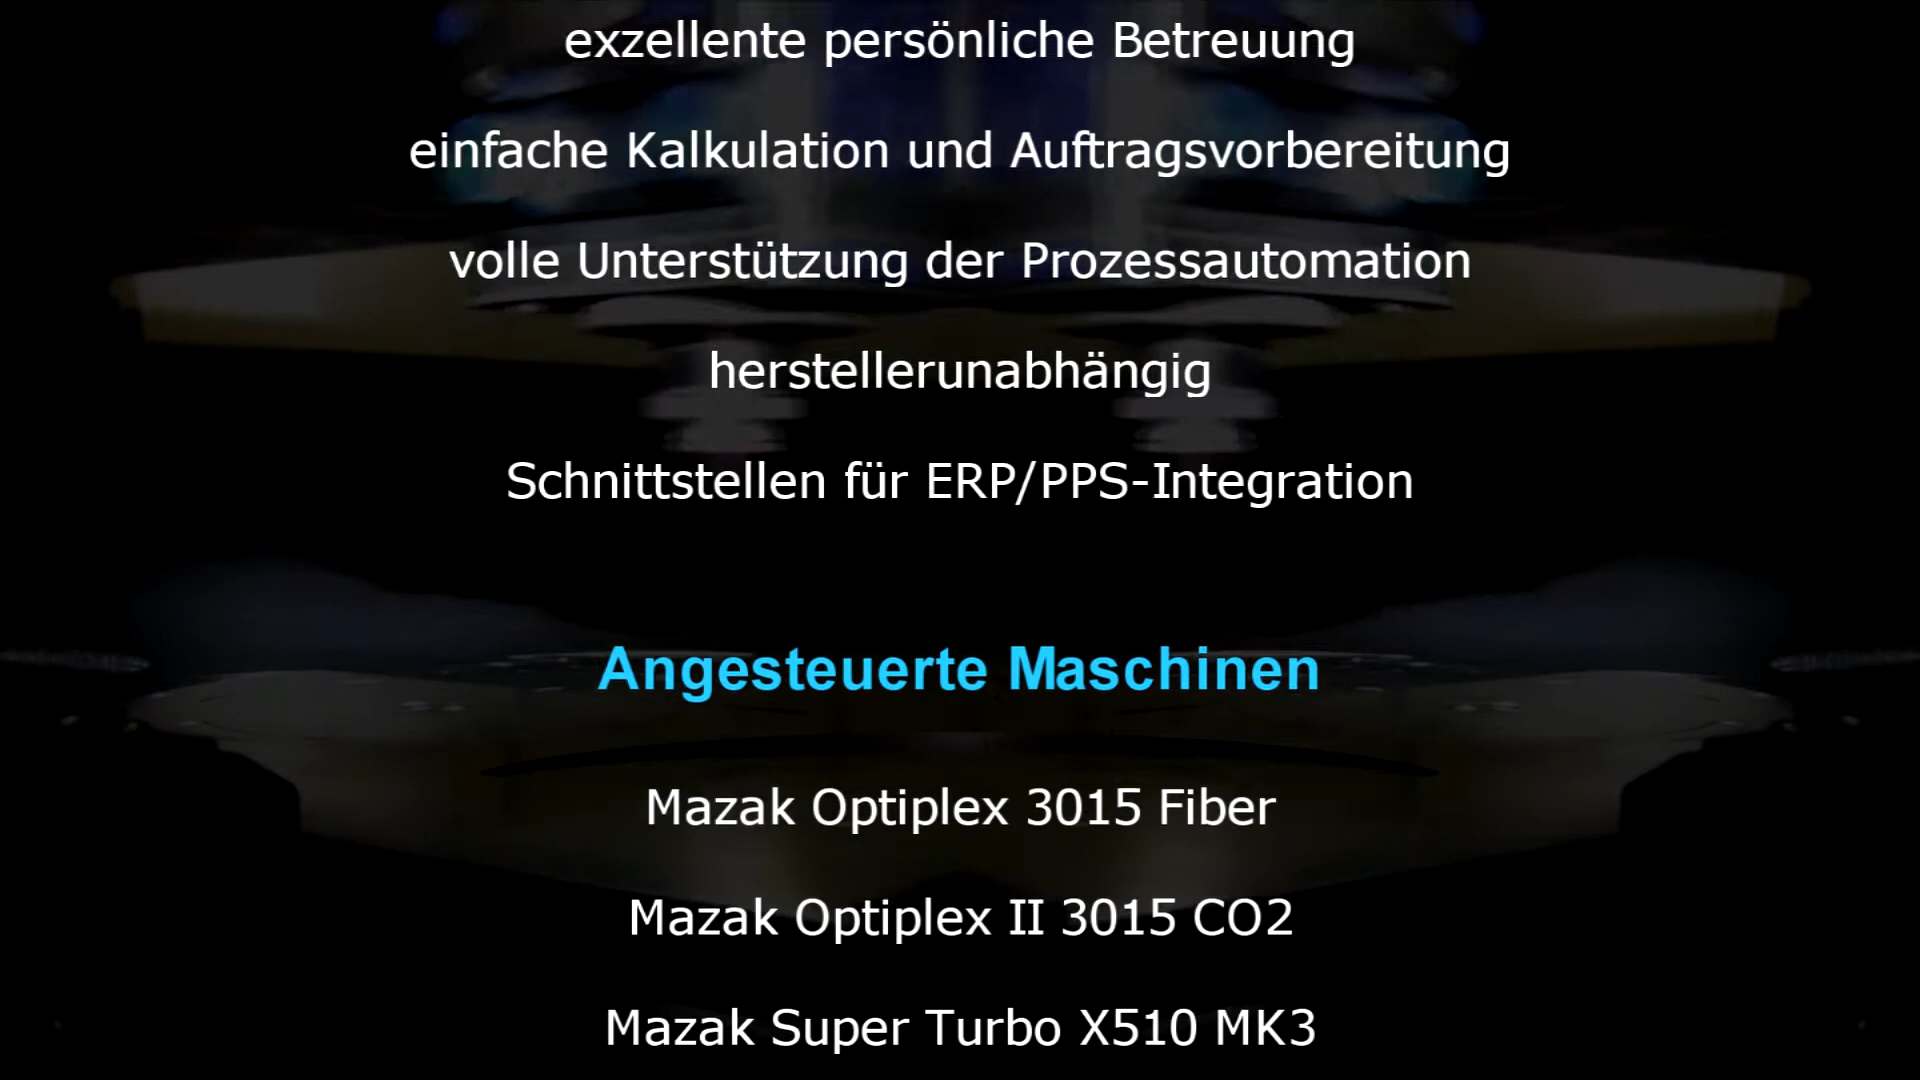 exzellente persönliche Betreuung
einfache Kalkulation und Auftragsvorbereitung
volle Unterstützung der Prozessautomation
herstellerunabhängig
Schnittstellen für ERP/PPS-Integration
Angesteuerte Maschinen
Mazak Optiplex 3015 Fiber
Mazak Optiplex II 3015 CO2
Mazak Super Turbo X510 MK3